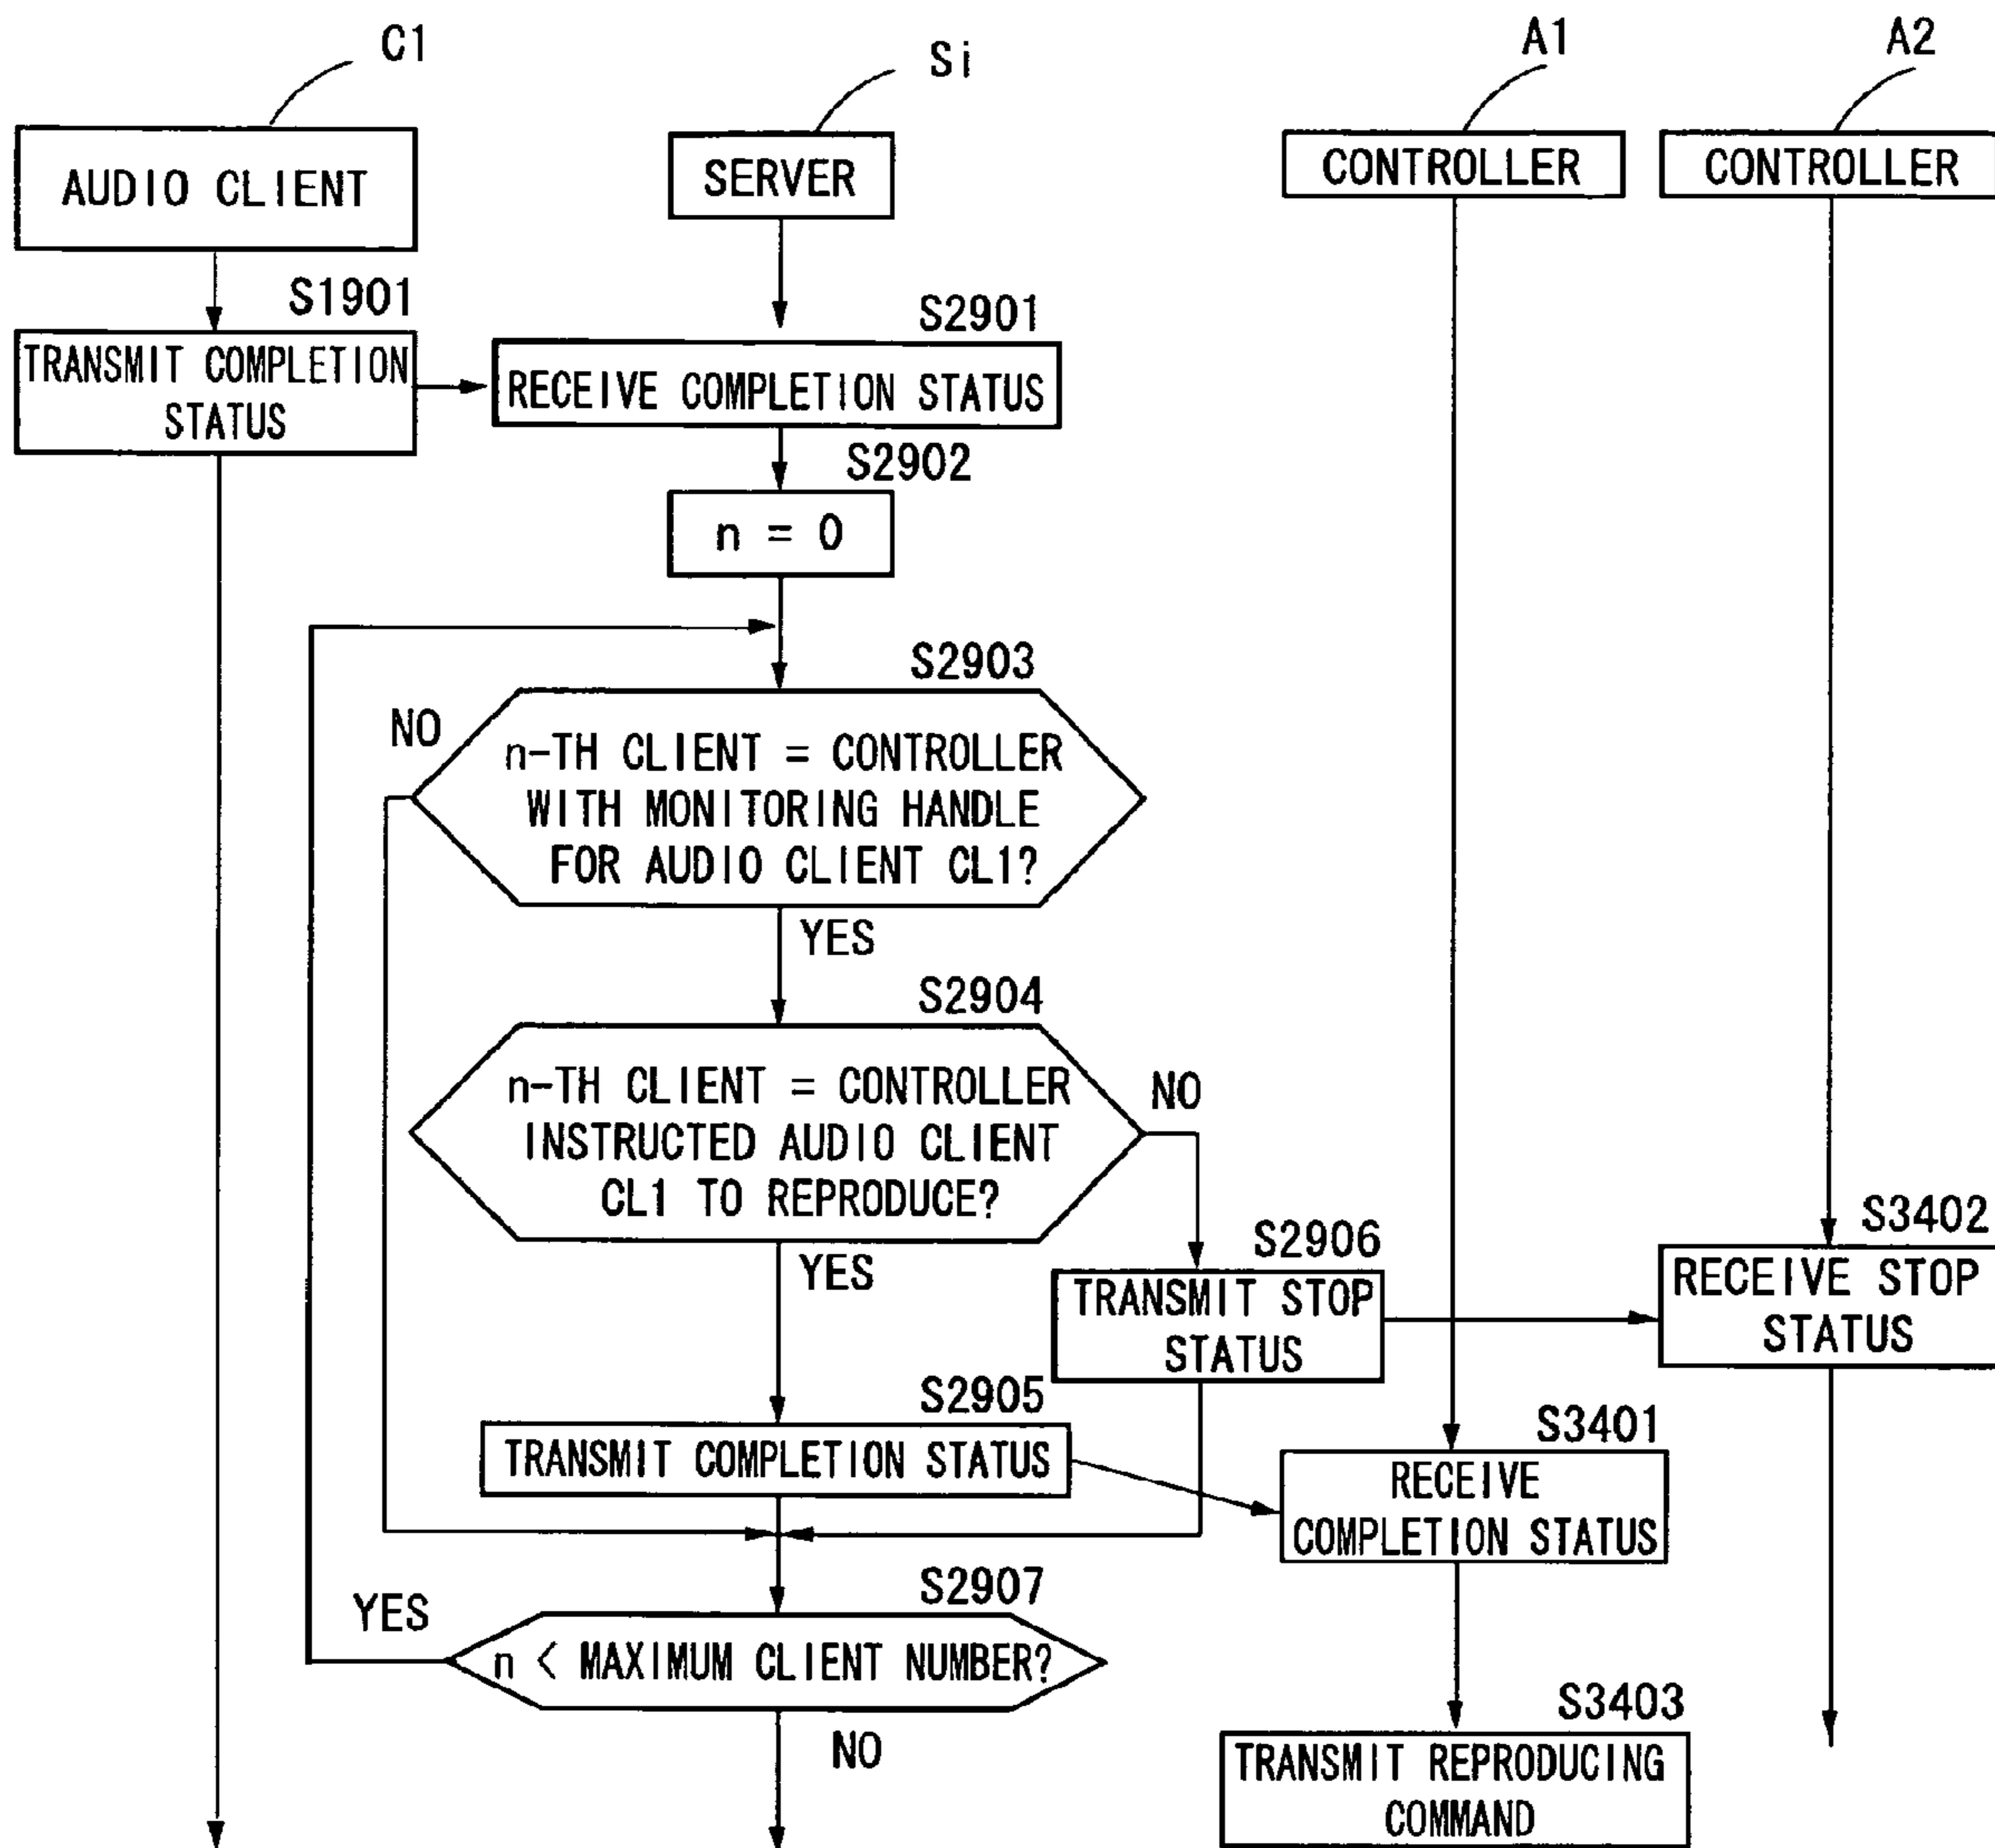 C1
Si
A1
A2
AUDIO CLIENT
SERVER
CONTROLLER
CONTROLLER
S1901
TRANSMIT COMPLETION
STATUS
S2901
RECEIVE COMPLETION STATUS
S2902
n = 0
S2903
NO
n-TH CLIENT = CONTROLLER
WITH MONITORING HANDLE
FOR AUDIO CLIENT CL1?
YES
S2904
n-TH CLIENT = CONTROLLER
INSTRUCTED AUDIO CLIENT
CL1 TO REPRODUCE?
NO
YES
S2906
TRANSMIT STOP
STATUS
S3402
RECEIVE STOP
STATUS
S2905
TRANSMIT COMPLETION STATUS
S3401
RECEIVE
COMPLETION STATUS
S2907
YES
n < MAXIMUM CLIENT NUMBER?
NO
S3403
TRANSMIT REPRODUCING
COMMAND